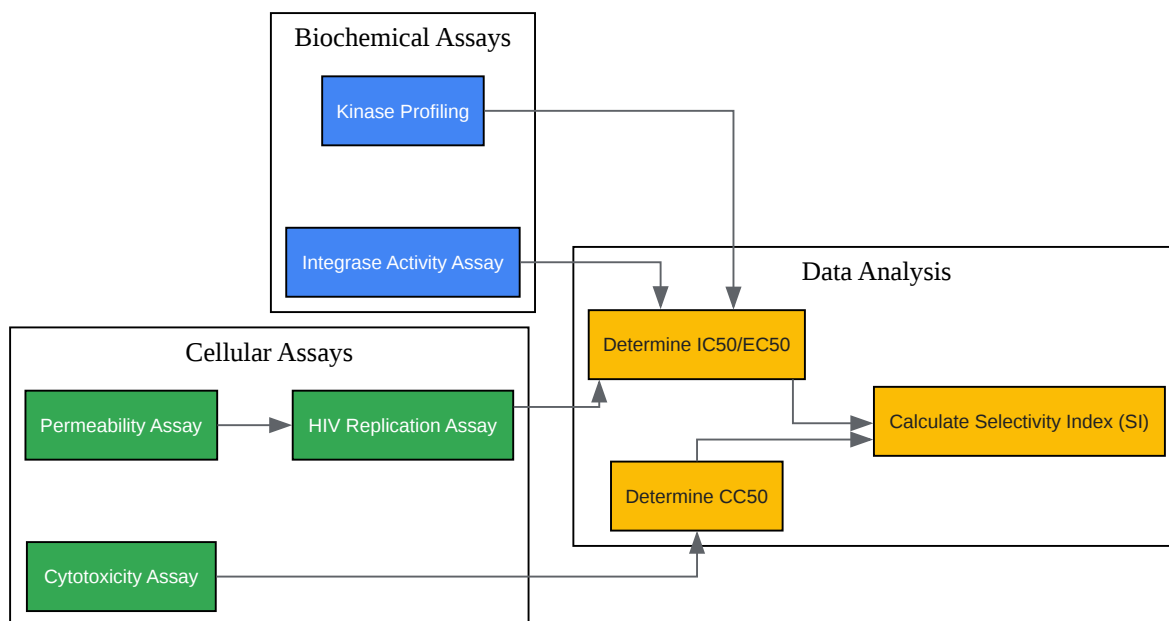 Biochemical Assays
Kinase Profiling
Integrase Activity Assay
Data Analysis
Determine IC50/EC50
Calculate Selectivity Index (SI)
Determine CC50
Cellular Assays
Permeability Assay
HIV Replication Assay
Cytotoxicity Assay